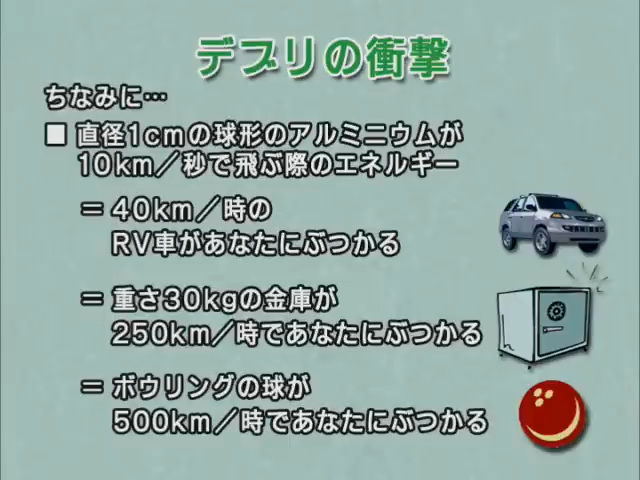 デブリの衝撃
ちなみに…
■ 直径1cmの球形のアルミニウムが
10km／秒で飛ぶ際のエネルギー
＝ 40km／時の
RV車があなたにぶつかる
＝ 重さ30kgの金庫が
250km／時であなたにぶつかる
＝ ボウリングの球が
500km／時であなたにぶつかる